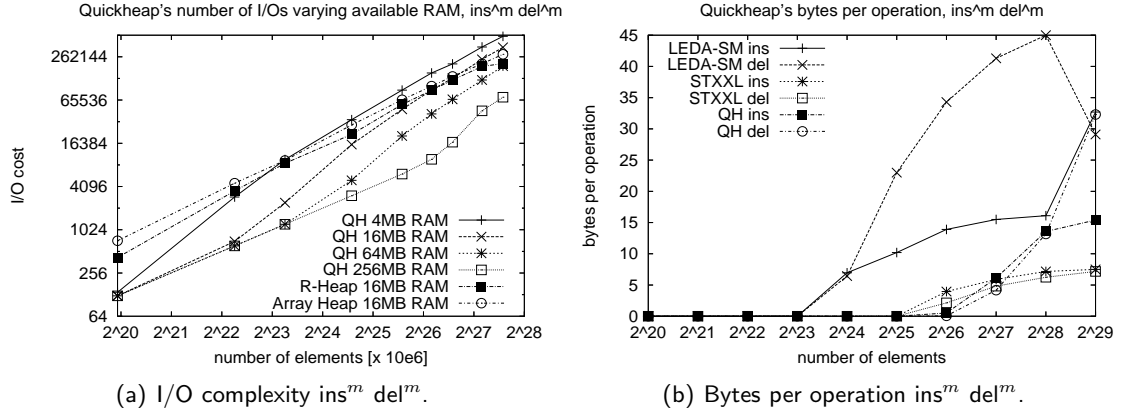 Quickheap's number of I/Os varying available RAM, ins^m del^m
I/O cost
262144
65536
16384
4096
1024
256
64
QH 4MB RAM
QH 16MB RAM
QH 64MB RAM
QH 256MB RAM
R-Heap 16MB RAM
Array Heap 16MB RAM
2^20 2^21 2^22 2^23 2^24 2^25 2^26 2^27 2^28
number of elements [x 10e6]
(a) I/O complexity ins^m del^m.
Quickheap's bytes per operation, ins^m del^m
bytes per operation
45
40
35
30
25
20
15
10
5
0
LEDA-SM ins
LEDA-SM del
STXXL ins
STXXL del
QH ins
QH del
2^20 2^21 2^22 2^23 2^24 2^25 2^26 2^27 2^28 2^29
number of elements
(b) Bytes per operation ins^m del^m.